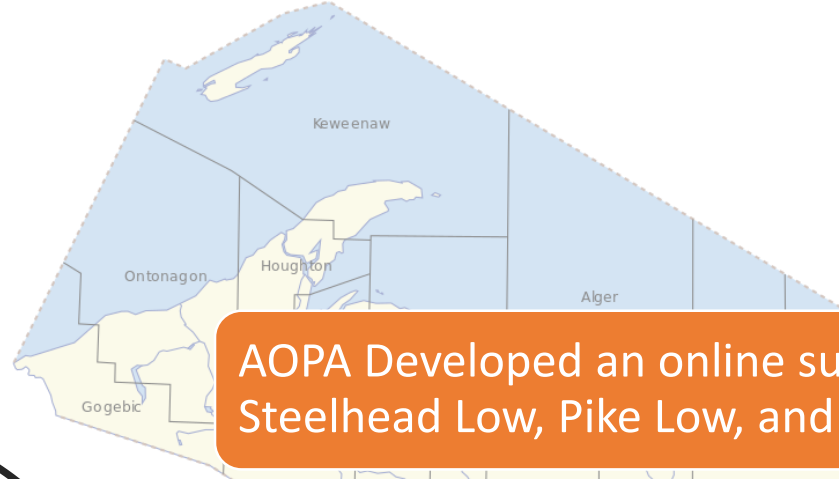 Keweenaw
Ontonagon
Houghton
Alger
Gogebic
AOPA Developed an online su
Steelhead Low, Pike Low, and